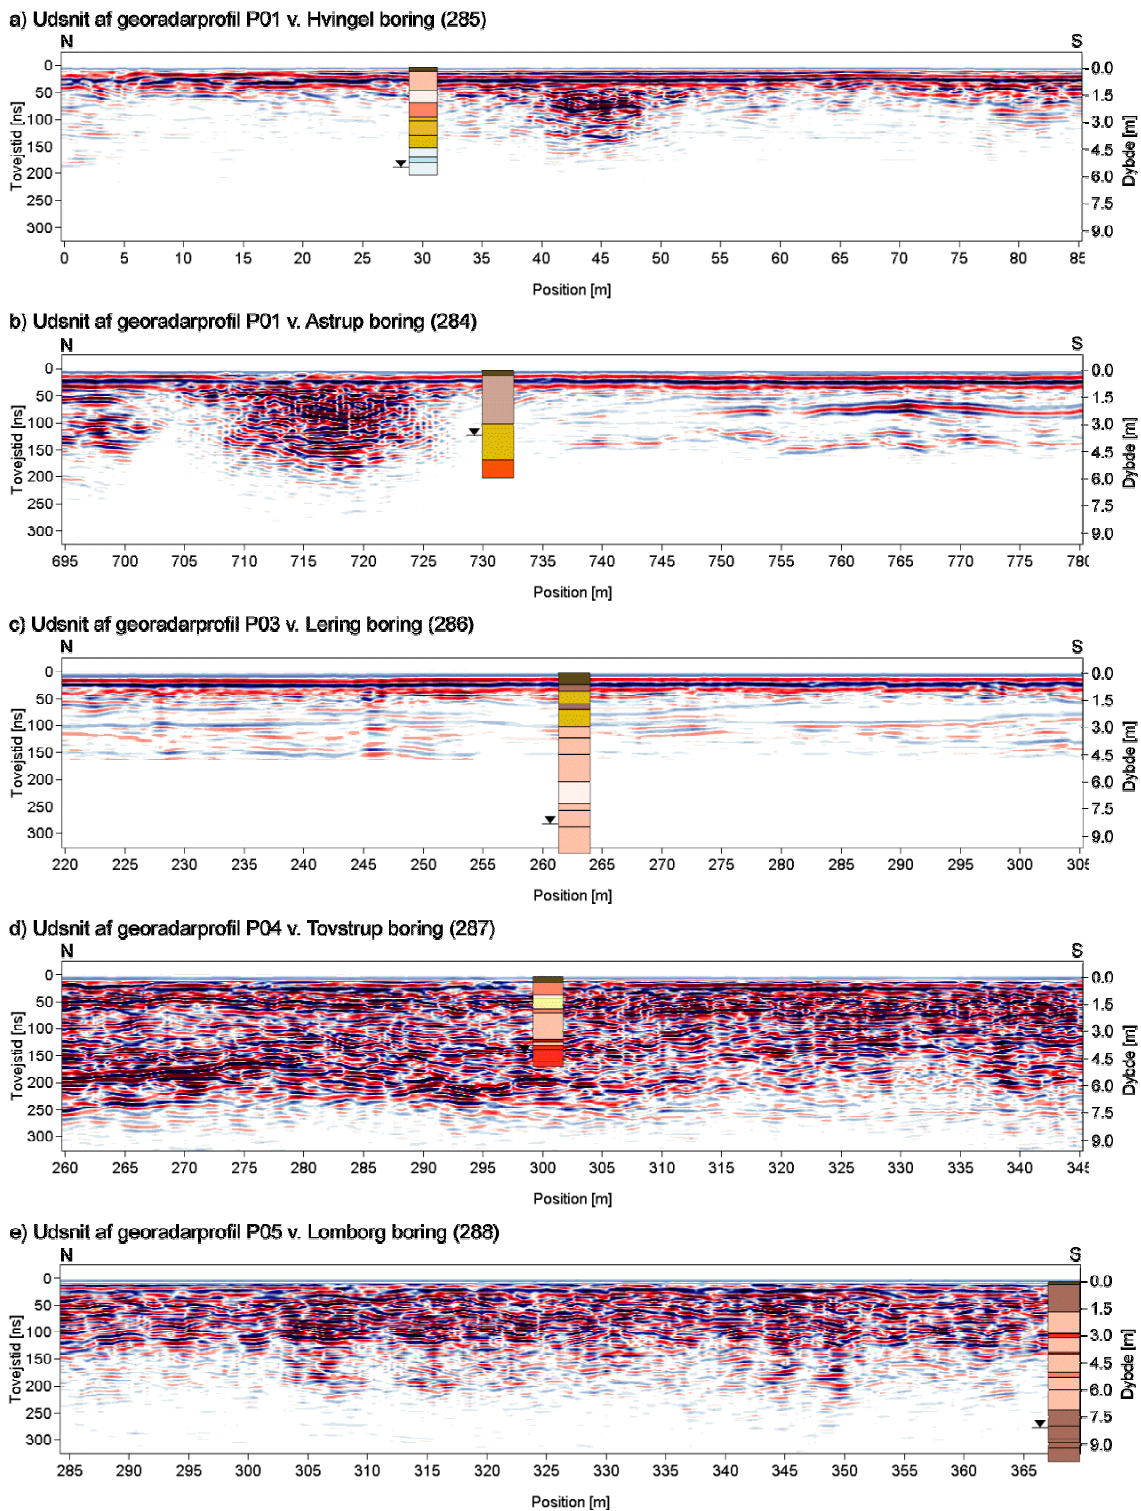 a) Udsnit af georadarprofil P01 v. Hvingel boring (285)
N S
0 50 100 150 200 250 300
Tovejstid [ns]
0.0 1.5 3.0 4.5 6.0 7.5 9.0
Dybde [m]
0 5 10 15 20 25 30 35 40 45 50 55 60 65 70 75 80 85
Position [m]
b) Udsnit af georadarprofil P01 v. Astrup boring (284)
N S
0 50 100 150 200 250 300
Tovejstid [ns]
0.0 1.5 3.0 4.5 6.0 7.5 9.0
Dybde [m]
695 700 705 710 715 720 725 730 735 740 745 750 755 760 765 770 775 780
Position [m]
c) Udsnit af georadarprofil P03 v. Lering boring (286)
N S
0 50 100 150 200 250 300
Tovejstid [ns]
0.0 1.5 3.0 4.5 6.0 7.5 9.0
Dybde [m]
220 225 230 235 240 245 250 255 260 265 270 275 280 285 290 295 300 305
Position [m]
d) Udsnit af georadarprofil P04 v. Tovstrup boring (287)
N S
0 50 100 150 200 250 300
Tovejstid [ns]
0.0 1.5 3.0 4.5 6.0 7.5 9.0
Dybde [m]
260 265 270 275 280 285 290 295 300 305 310 315 320 325 330 335 340 345
Position [m]
e) Udsnit af georadarprofil P05 v. Lomborg boring (288)
N S
0 50 100 150 200 250 300
Tovejstid [ns]
0.0 1.5 3.0 4.5 6.0 7.5 9.0
Dybde [m]
285 290 295 300 305 310 315 320 325 330 335 340 345 350 355 360 365
Position [m]